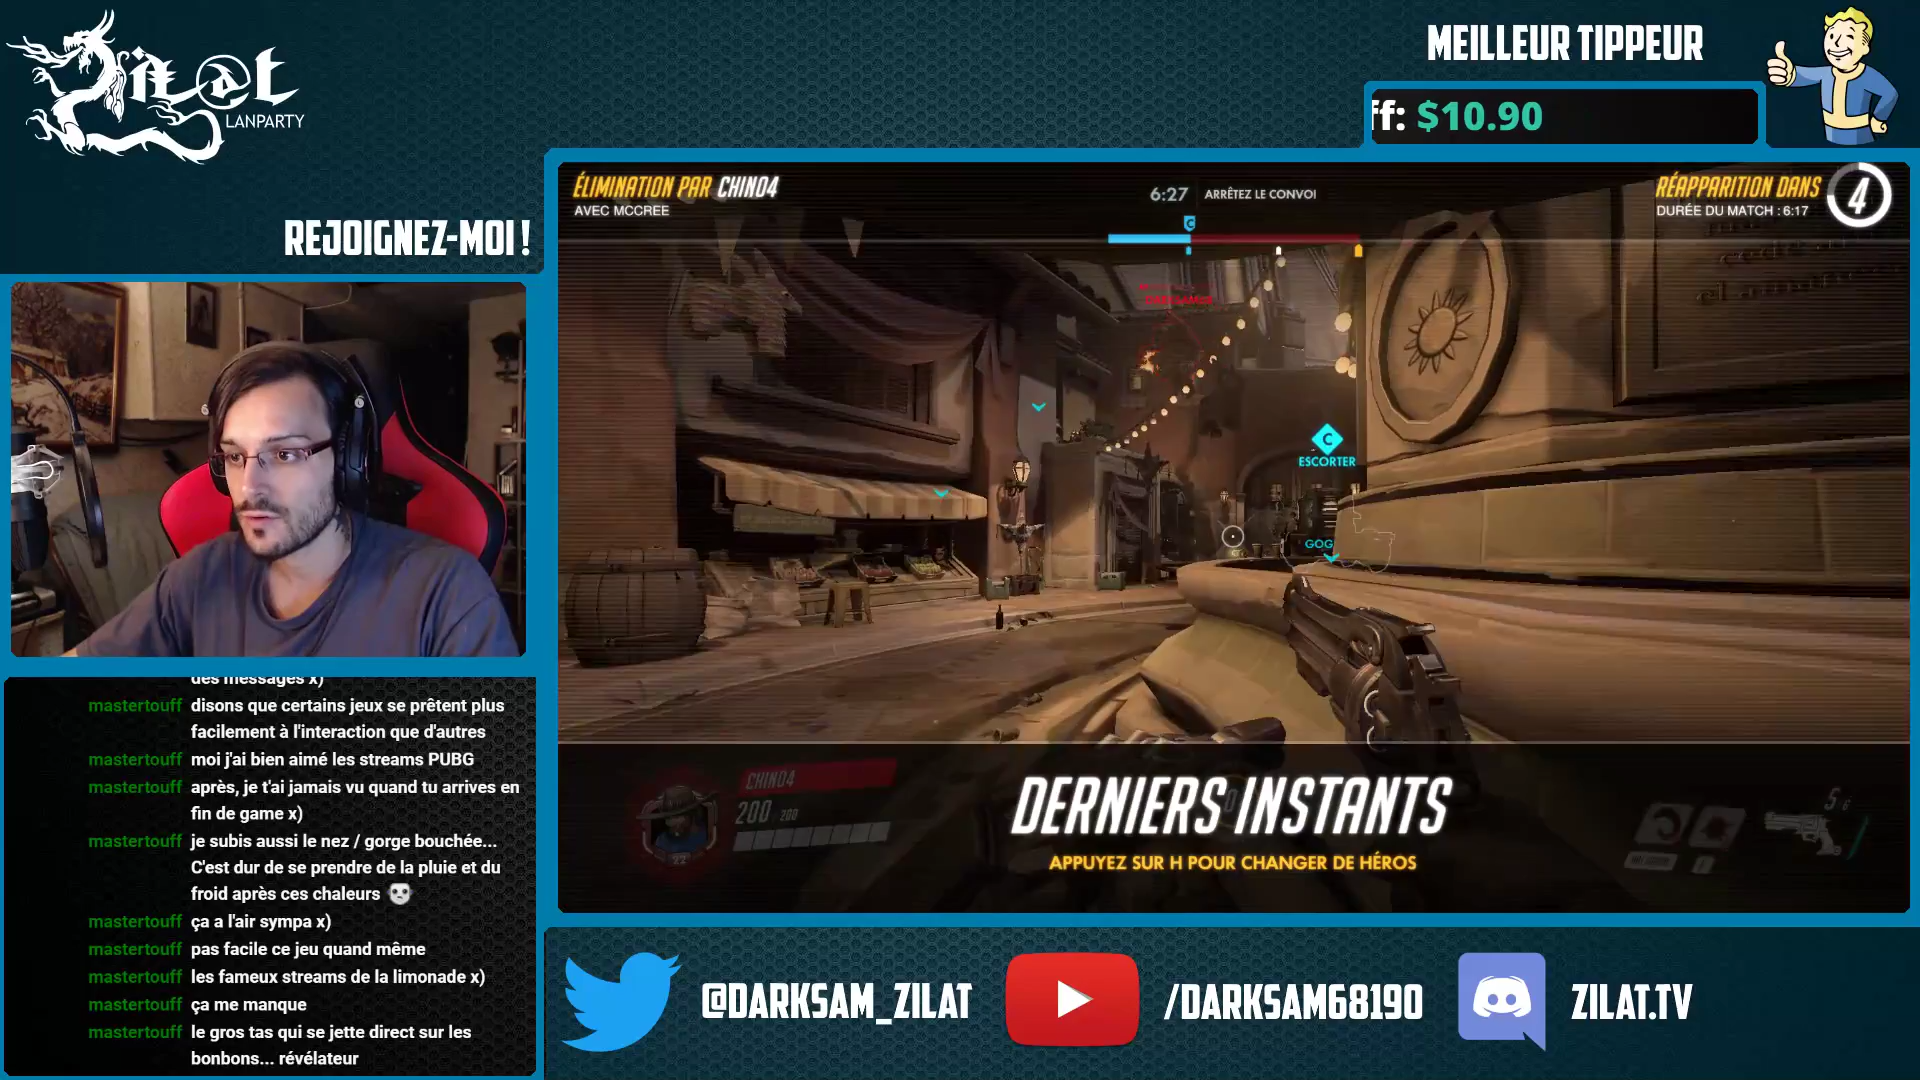 Zil@t
LANPARTY
REJOIGNEZ-MOI !
MEILLEUR TIPPEUR
ff: $10.90
ÉLIMINATION PAR CHINO4
AVEC MCCREE
6:27 ARRÊTEZ LE CONVOI
C
RÉAPPARITION DANS
4
DURÉE DU MATCH : 6:17
C
ESCORTER
GOG
CHINO4
200 / 200
22
5
DERNIERS INSTANTS
APPUYEZ SUR H POUR CHANGER DE HÉROS
des messages x)
mastertouff disons que certains jeux se prêtent plus
facilement à l'interaction que d'autres
mastertouff moi j'ai bien aimé les streams PUBG
mastertouff après, je t'ai jamais vu quand tu arrives en
fin de game x)
mastertouff je subis aussi le nez / gorge bouchée...
C'est dur de se prendre de la pluie et du
froid après ces chaleurs
mastertouff ça a l'air sympa x)
mastertouff pas facile ce jeu quand même
mastertouff les fameux streams de la limonade x)
mastertouff ça me manque
mastertouff le gros tas qui se jette direct sur les
bonbons... révélateur
@DARKSAM_ZILAT
/DARKSAM68190
ZILAT.TV